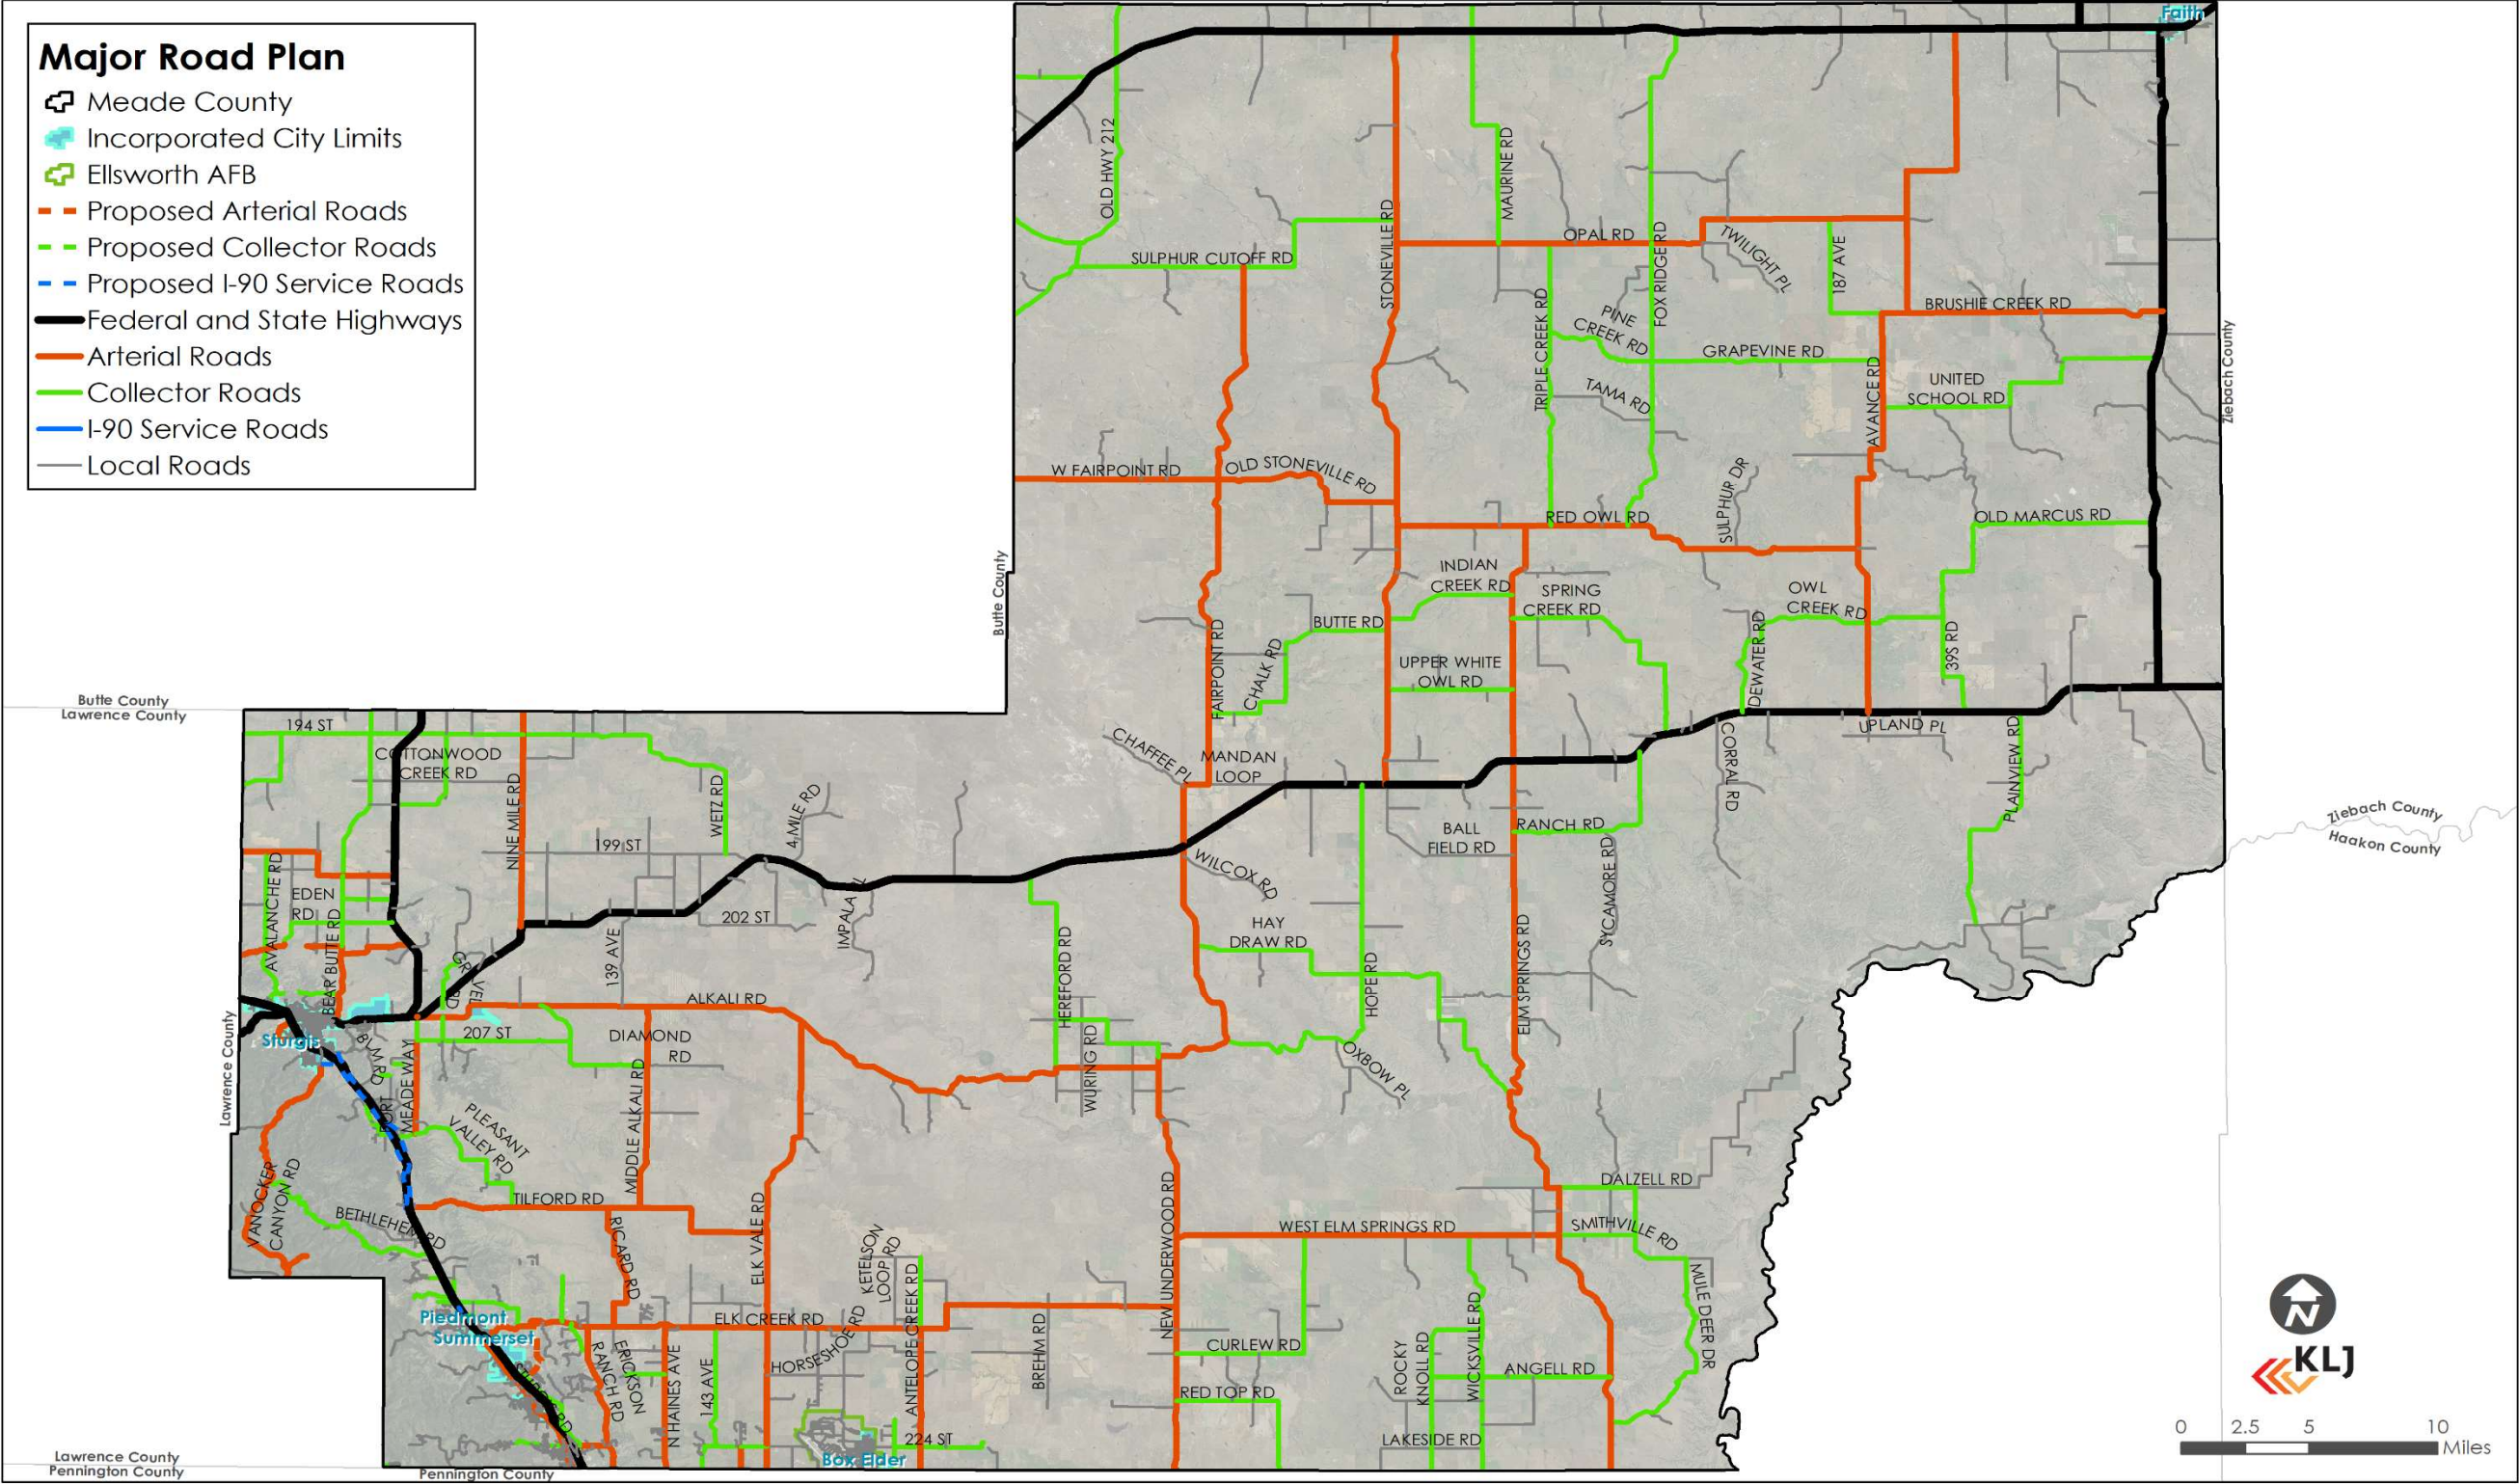 Major Road Plan
Meade County
Incorporated City Limits
Ellsworth AFB
Proposed Arterial Roads
Proposed Collector Roads
Proposed I-90 Service Roads
Federal and State Highways
Arterial Roads
Collector Roads
I-90 Service Roads
Local Roads
Faith
OLD HWY 212
MAURINE RD
STONEVILLE RD
OPAL RD
FOX RIDGE RD
TWILIGHT PL
187 AVE
SULPHUR CUTOFF RD
BRUSHIE CREEK RD
TRIPLE CREEK RD
PINE
CREEK RD
GRAPEVINE RD
TAMA RD
AVANCE RD
UNITED
SCHOOL RD
Ziebach County
W FAIRPOINT RD
OLD STONEVILLE RD
SULPHUR DR
RED OWL RD
OLD MARCUS RD
Butte County
INDIAN
CREEK RD
SPRING
CREEK RD
OWL
CREEK RD
BUTTE RD
FAIRPOINT RD
CHALK RD
UPPER WHITE
OWL RD
DEWATER RD
39S RD
Butte County
Lawrence County
194 ST
COTTONWOOD
CREEK RD
NINE MILE RD
WETZ RD
4 MILE RD
CHAFFEE PL
MANDAN
LOOP
CORRAL RD
UPLAND PL
PLAINVIEW RD
Ziebach County
Haakon County
199 ST
BALL
FIELD RD
RANCH RD
WILCOX RD
SYCAMORE RD
AVALANCHE RD
EDEN
RD
BEAR BUTTE RD
202 ST
IMPALA
139 AVE
HAY
DRAW RD
HEREFORD RD
HOPE RD
ELM SPRINGS RD
RD
ALKALI RD
207 ST
DIAMOND
RD
Sturgis
BLM RD
MEADE WAY
WURING RD
OXBOW PL
Lawrence County
PLEASANT
VALLEY RD
MIDDLE ALKALI RD
VANOCKER
CANYON RD
TILFORD RD
BETHLEHEM RD
RICARD RD
ELK VALE RD
KETELSON
LOOP RD
NEW UNDERWOOD RD
DALZELL RD
WEST ELM SPRINGS RD
SMITHVILLE RD
MULE DEER DR
Piedmont
Summerset
ELK CREEK RD
HORSESHOE RD
ANTELOPE CREEK RD
BREHM RD
CURLEW RD
ROCKY
KNOLL RD
WICKSVILLE RD
ANGELL RD
ERICKSON
RANCH RD
N HAINES AVE
143 AVE
RED TOP RD
224 ST
LAKESIDE RD
Box Elder
Lawrence County
Pennington County
Pennington County
N
KLJ
0 2.5 5 10
Miles